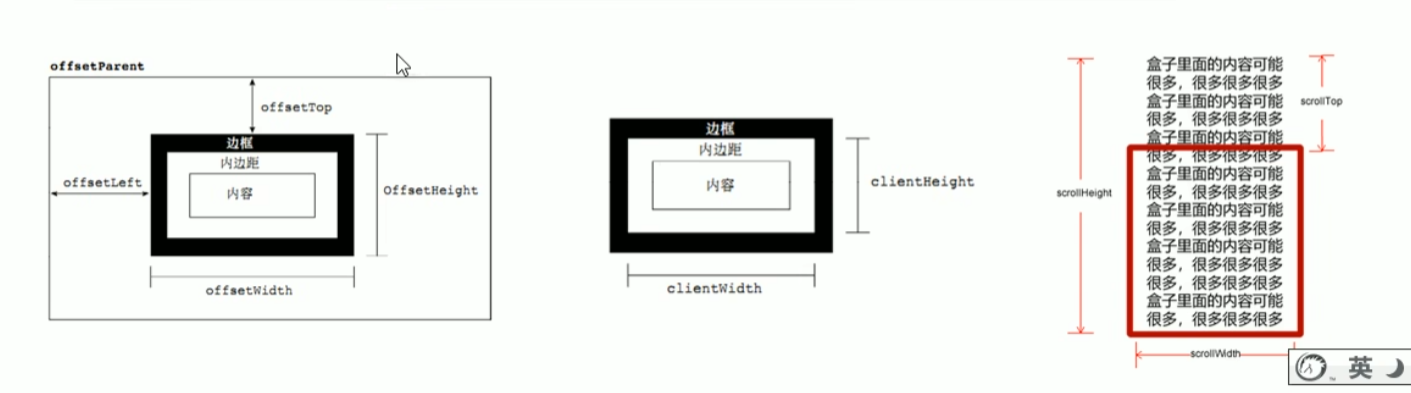 offsetParent
offsetTop
边框
内边距
offsetLeft
内容
OffsetHeight
offsetWidth
边框
内边距
内容
clientHeight
clientWidth
盒子里面的内容可能
很多，很多很多很多
盒子里面的内容可能
很多，很多很多很多
盒子里面的内容可能
很多，很多很多很多
盒子里面的内容可能
很多，很多很多很多
盒子里面的内容可能
很多，很多很多很多
盒子里面的内容可能
很多，很多很多很多
很多，很多很多很多
盒子里面的内容可能
很多，很多很多很多
scrollTop
scrollHeight
scrollWidth
英